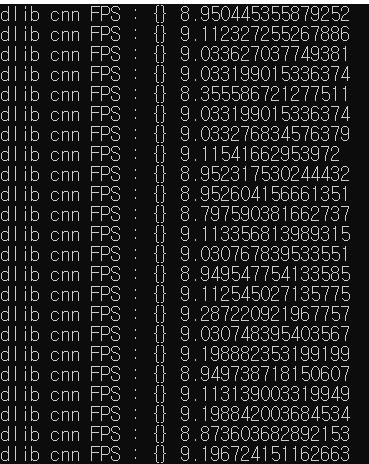 dlib cnn FPS : {} 8.950445355879252
dlib cnn FPS : {} 9.112327255267886
dlib cnn FPS : {} 9.033627037749381
dlib cnn FPS : {} 9.033199015336374
dlib cnn FPS : {} 8.355586721277511
dlib cnn FPS : {} 9.033199015336374
dlib cnn FPS : {} 9.033276834576379
dlib cnn FPS : {} 9.11541662953972
dlib cnn FPS : {} 8.952317530244432
dlib cnn FPS : {} 8.952604156661351
dlib cnn FPS : {} 8.797590381662737
dlib cnn FPS : {} 9.113356813989315
dlib cnn FPS : {} 9.030767839533551
dlib cnn FPS : {} 8.949547754133585
dlib cnn FPS : {} 9.112545027135775
dlib cnn FPS : {} 9.287220921967757
dlib cnn FPS : {} 9.030748395403567
dlib cnn FPS : {} 9.198882353199199
dlib cnn FPS : {} 8.949738718150607
dlib cnn FPS : {} 9.113139003319949
dlib cnn FPS : {} 9.198842003684534
dlib cnn FPS : {} 8.873603682892153
dlib cnn FPS : {} 9.196724151162663